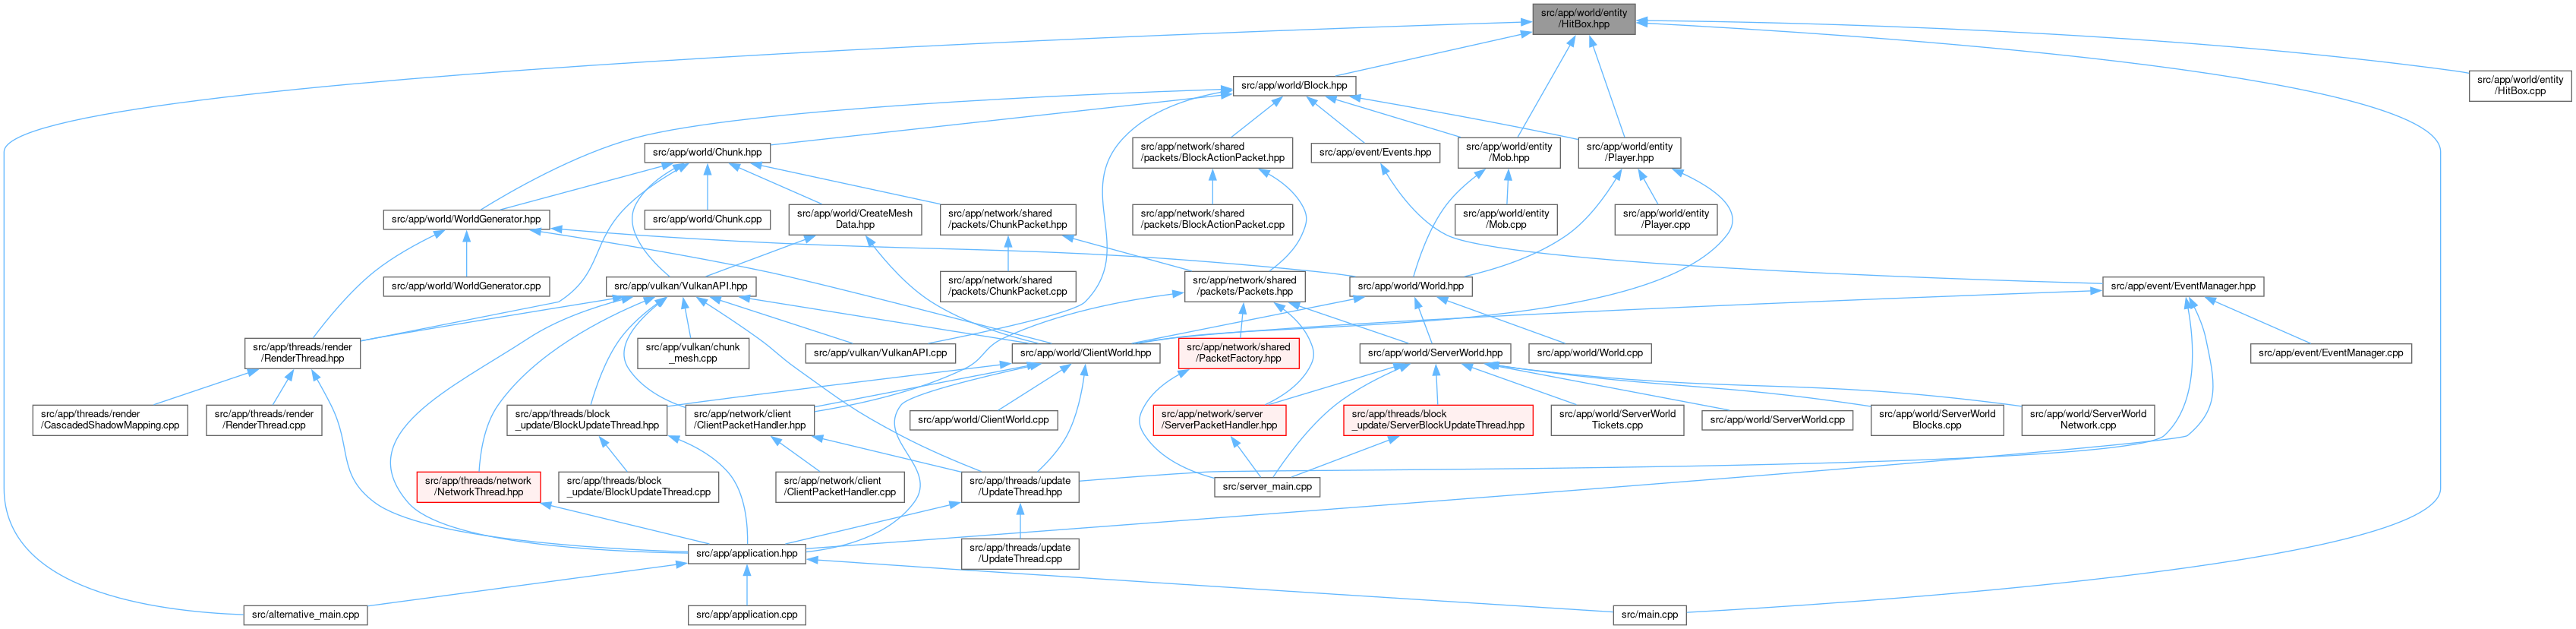 src/app/world/entity
/HitBox.hpp
src/app/world/Block.hpp
src/app/world/entity
/HitBox.cpp
src/app/world/Chunk.hpp
src/app/network/shared
/packets/BlockActionPacket.hpp
src/app/event/Events.hpp
src/app/world/entity
/Mob.hpp
src/app/world/entity
/Player.hpp
src/app/world/WorldGenerator.hpp
src/app/world/Chunk.cpp
src/app/world/CreateMesh
Data.hpp
src/app/network/shared
/packets/ChunkPacket.hpp
src/app/network/shared
/packets/BlockActionPacket.cpp
src/app/world/entity
/Mob.cpp
src/app/world/entity
/Player.cpp
src/app/world/WorldGenerator.cpp
src/app/vulkan/VulkanAPI.hpp
src/app/network/shared
/packets/ChunkPacket.cpp
src/app/network/shared
/packets/Packets.hpp
src/app/world/World.hpp
src/app/event/EventManager.hpp
src/app/threads/render
/RenderThread.hpp
src/app/vulkan/chunk
_mesh.cpp
src/app/vulkan/VulkanAPI.cpp
src/app/world/ClientWorld.hpp
src/app/network/shared
/PacketFactory.hpp
src/app/world/ServerWorld.hpp
src/app/world/World.cpp
src/app/event/EventManager.cpp
src/app/threads/render
/CascadedShadowMapping.cpp
src/app/threads/render
/RenderThread.cpp
src/app/threads/block
_update/BlockUpdateThread.hpp
src/app/network/client
/ClientPacketHandler.hpp
src/app/world/ClientWorld.cpp
src/app/network/server
/ServerPacketHandler.hpp
src/app/threads/block
_update/ServerBlockUpdateThread.hpp
src/app/world/ServerWorld
Tickets.cpp
src/app/world/ServerWorld.cpp
src/app/world/ServerWorld
Blocks.cpp
src/app/world/ServerWorld
Network.cpp
src/app/threads/network
/NetworkThread.hpp
src/app/threads/block
_update/BlockUpdateThread.cpp
src/app/network/client
/ClientPacketHandler.cpp
src/app/threads/update
/UpdateThread.hpp
src/server_main.cpp
src/app/application.hpp
src/app/threads/update
/UpdateThread.cpp
src/alternative_main.cpp
src/app/application.cpp
src/main.cpp